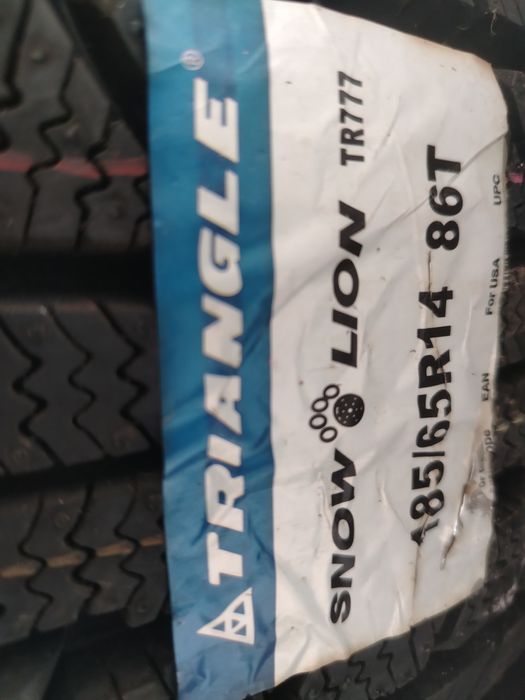 TRIANGLE®
SNOW LION TR777
185/65R14 86T
EAN For USA UPC